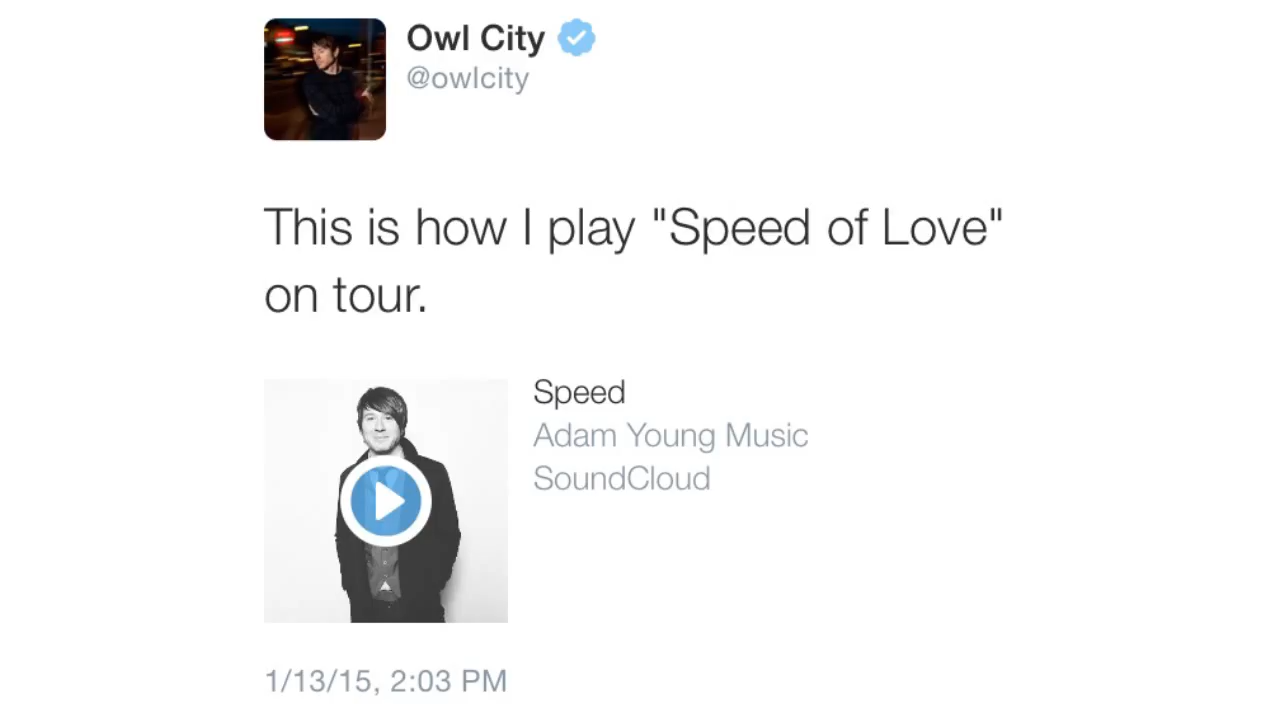 Owl City
@owlcity
This is how I play "Speed of Love"
on tour.
Speed
Adam Young Music
SoundCloud
1/13/15, 2:03 PM